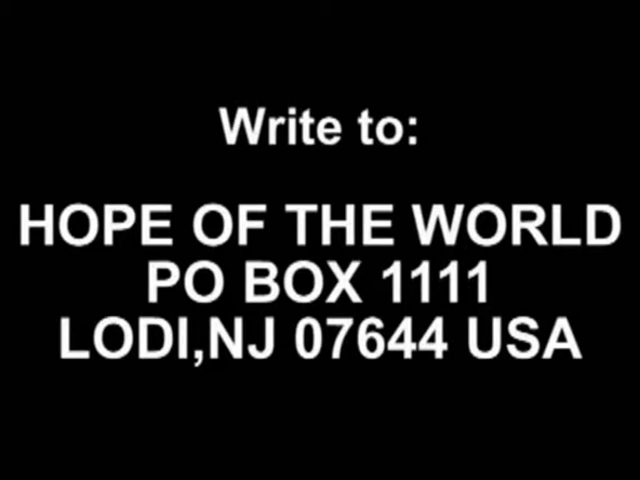 Write to:
HOPE OF THE WORLD
PO BOX 1111
LODI,NJ 07644 USA